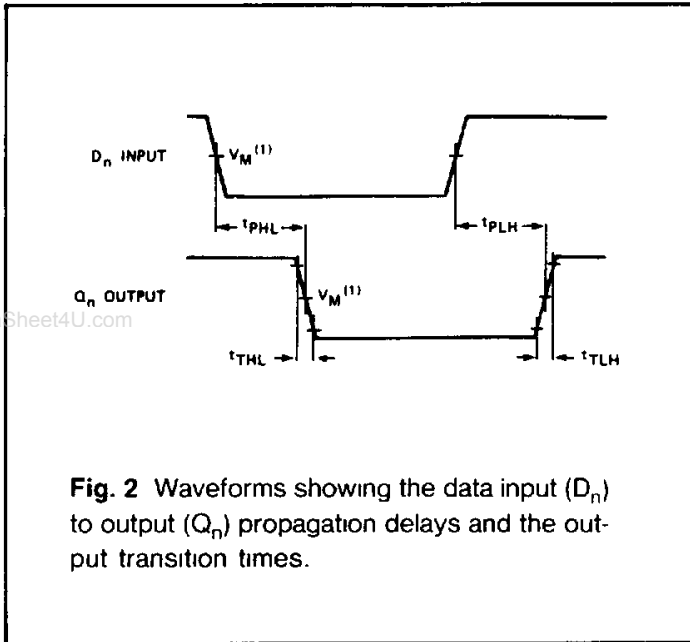 Dn INPUT
VM(1)
tPHL
tPLH
Qn OUTPUT
VM(1)
Sheet4U.com
tTHL
tTLH
Fig. 2 Waveforms showing the data input (Dn)
to output (Qn) propagation delays and the out-
put transition times.